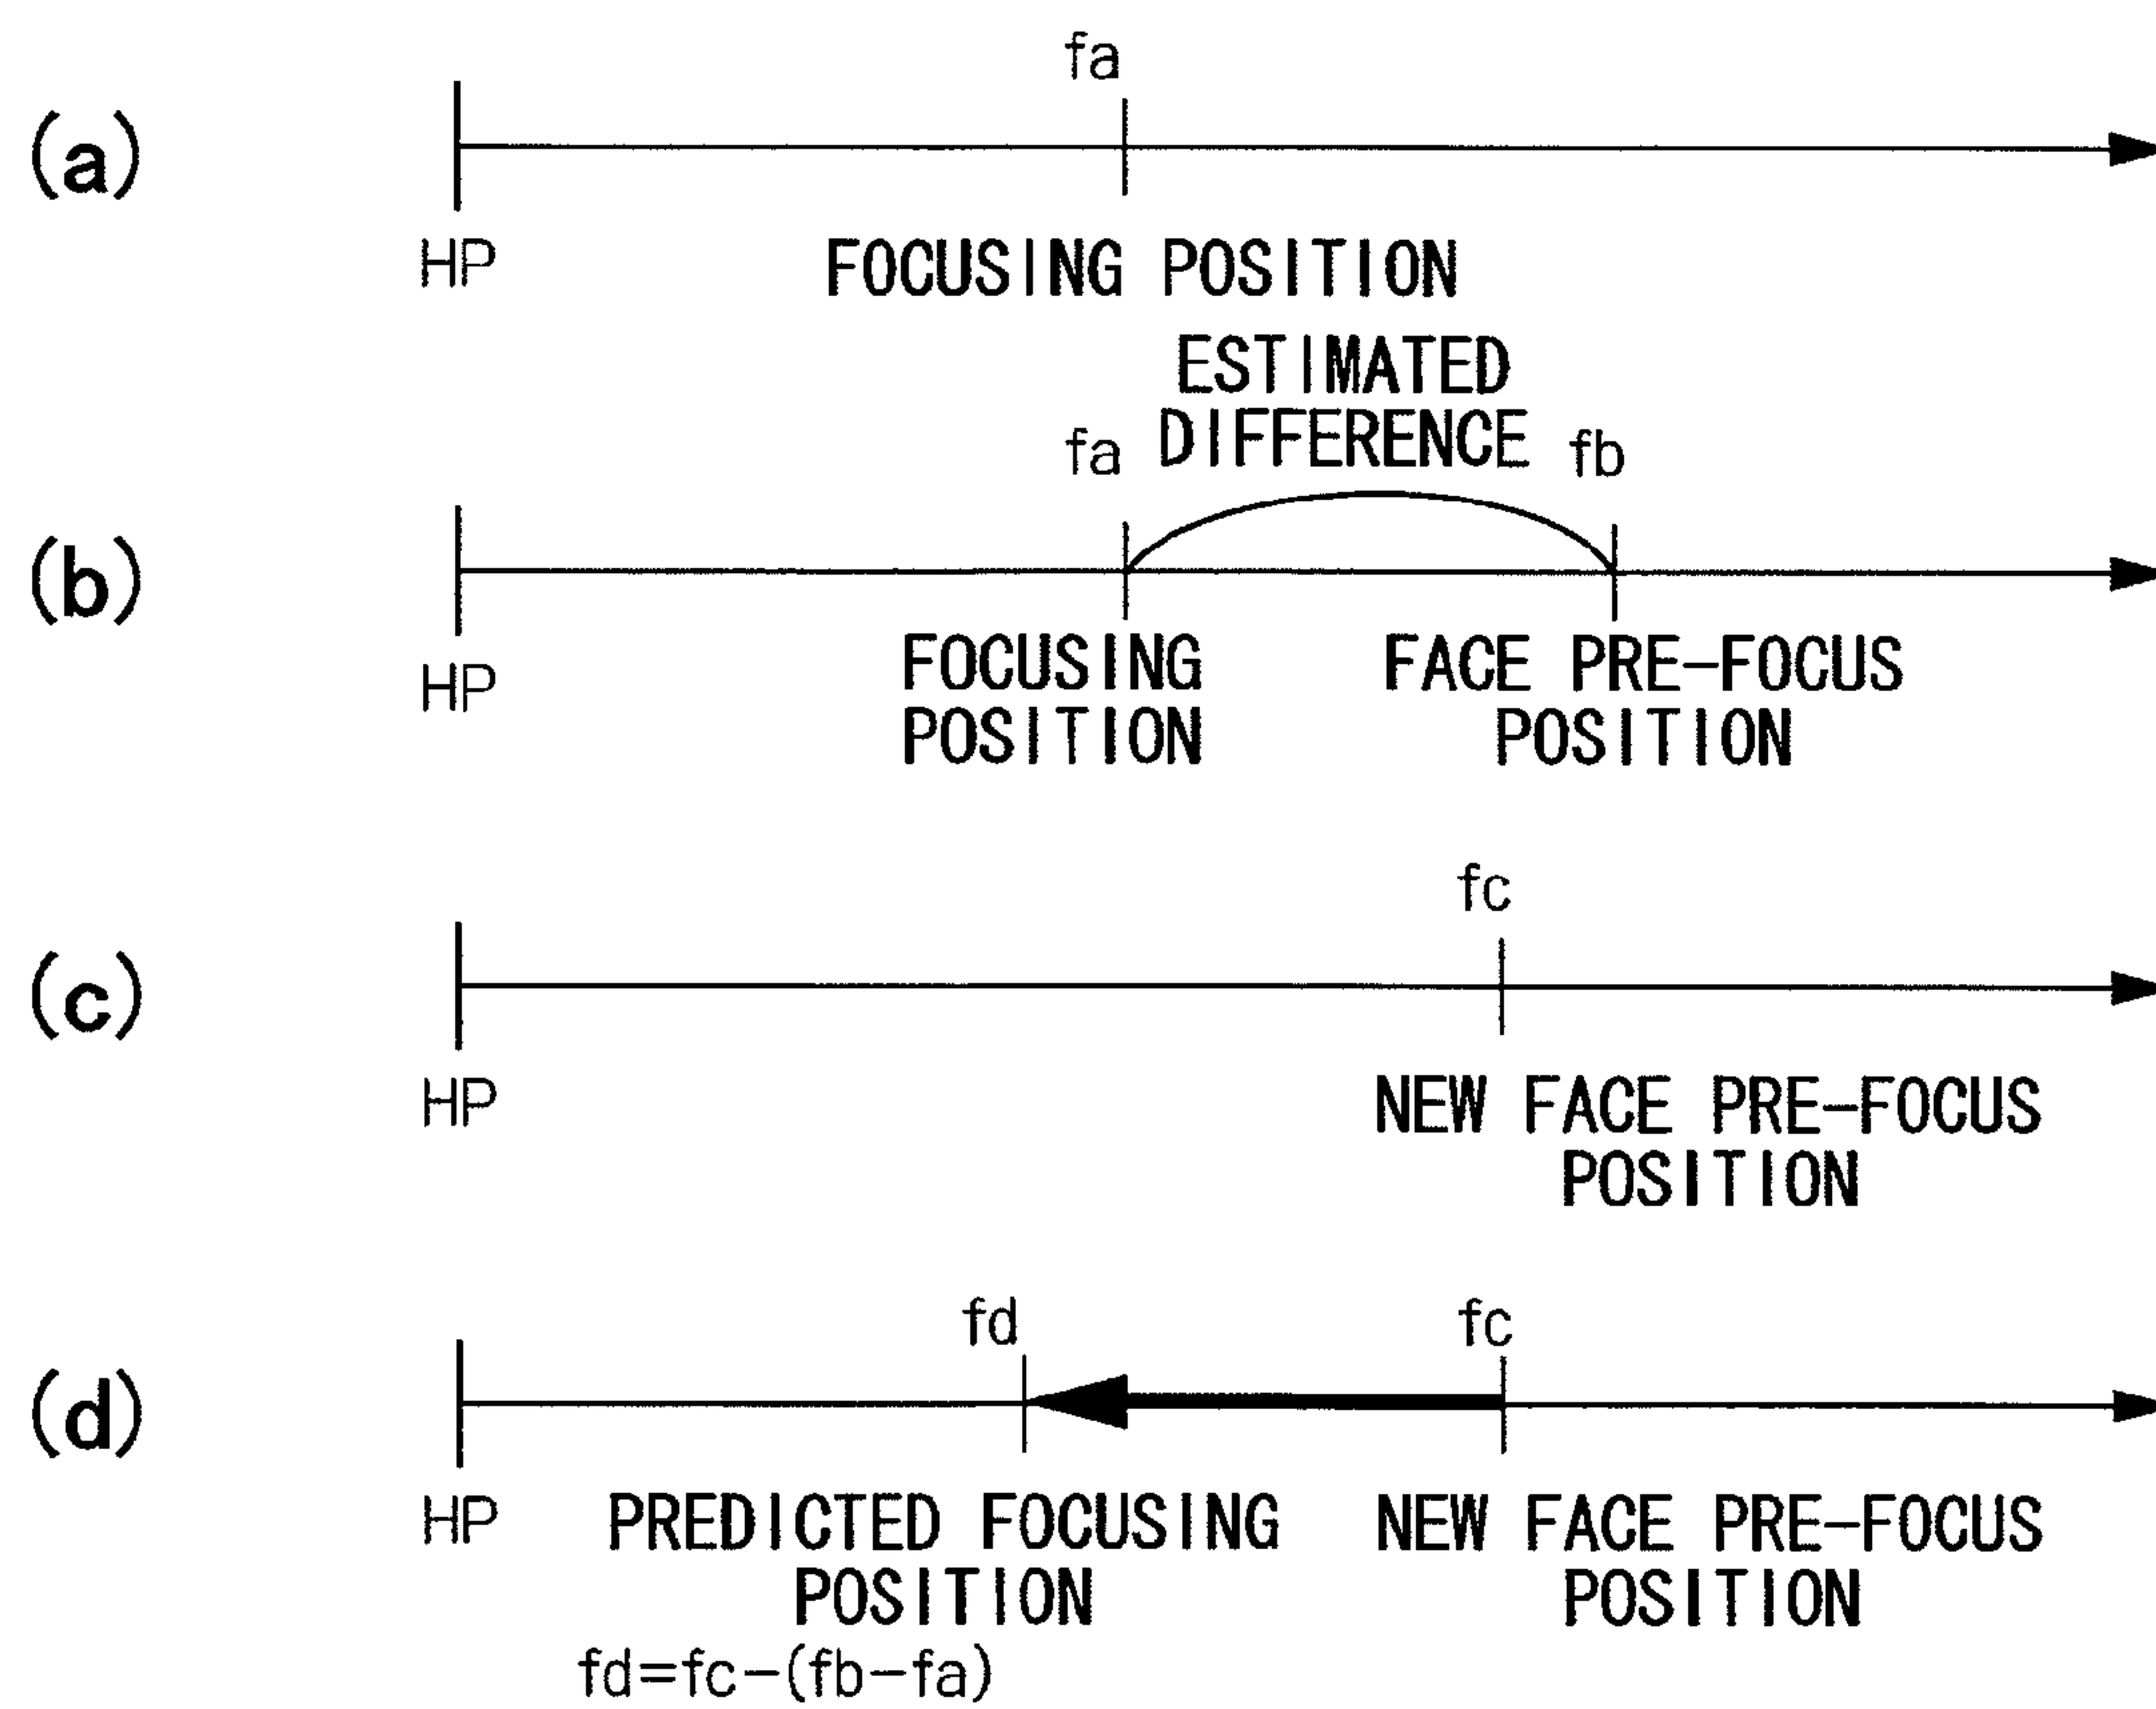 (a)
fa
HP
FOCUSING POSITION
(b)
ESTIMATED
DIFFERENCE
fa
fb
HP
FOCUSING
POSITION
FACE PRE-FOCUS
POSITION
(c)
fc
HP
NEW FACE PRE-FOCUS
POSITION
(d)
fd
fc
HP
PREDICTED FOCUSING
POSITION
NEW FACE PRE-FOCUS
POSITION
fd=fc-(fb-fa)